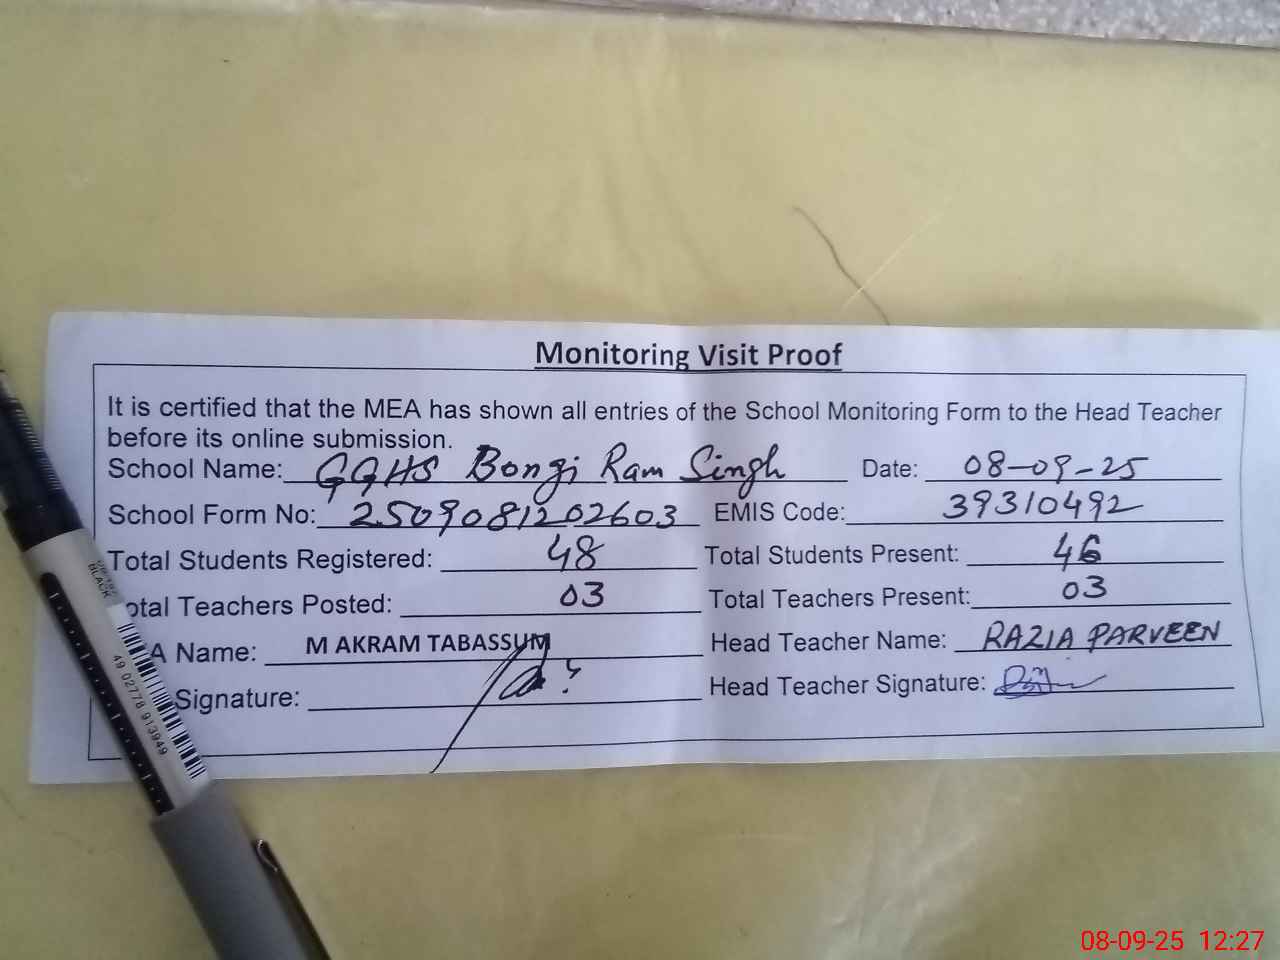 Monitoring Visit Proof
It is certified that the MEA has shown all entries of the School Monitoring Form to the Head Teacher
before its online submission.
School Name: GGHS Bongi Ram Singh Date: 08-09-25
School Form No: 2509081202603 EMIS Code: 39310492
Total Students Registered: 48 Total Students Present: 46
otal Teachers Posted: 03 Total Teachers Present: 03
A Name: M AKRAM TABASSUM Head Teacher Name: RAZIA PARVEEN
Signature: Head Teacher Signature:
BLACK
49 02778 913949
08-09-25 12:27